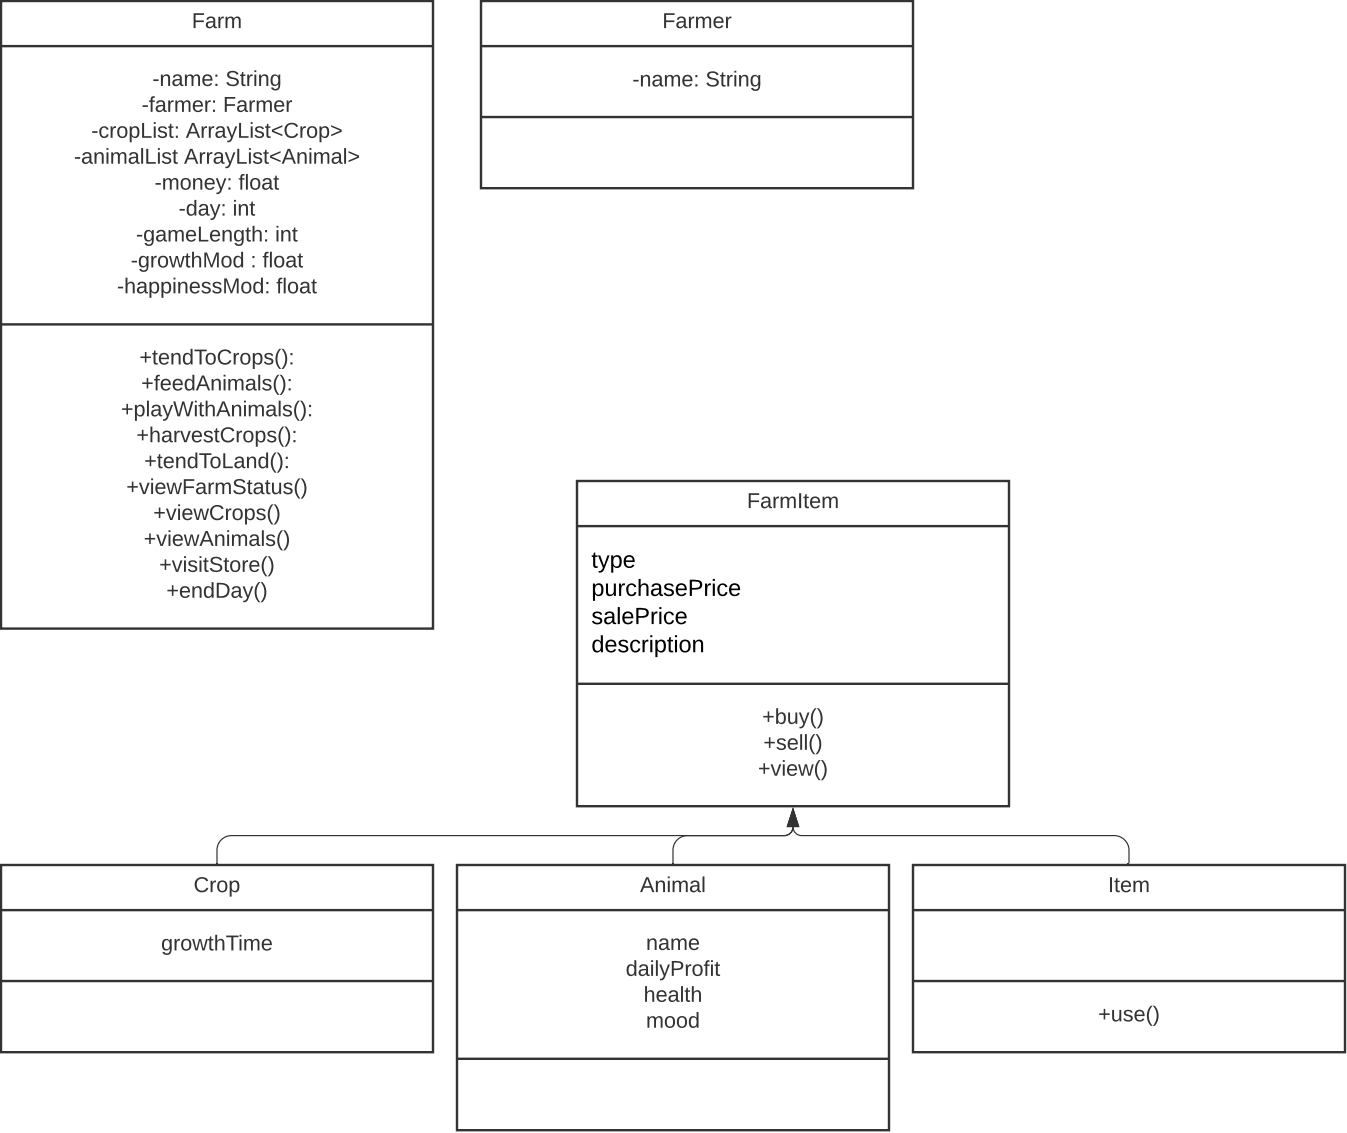 Farm
-name: String
-farmer: Farmer
-cropList: ArrayList<Crop>
-animalList ArrayList<Animal>
-money: float
-day: int
-gameLength: int
-growthMod : float
-happinessMod: float
+tendToCrops():
+feedAnimals():
+playWithAnimals():
+harvestCrops():
+tendToLand():
+viewFarmStatus()
+viewCrops()
+viewAnimals()
+visitStore()
+endDay()
Farmer
-name: String
FarmItem
type
purchasePrice
salePrice
description
+buy()
+sell()
+view()
Crop
growthTime
Animal
name
dailyProfit
health
mood
Item
+use()